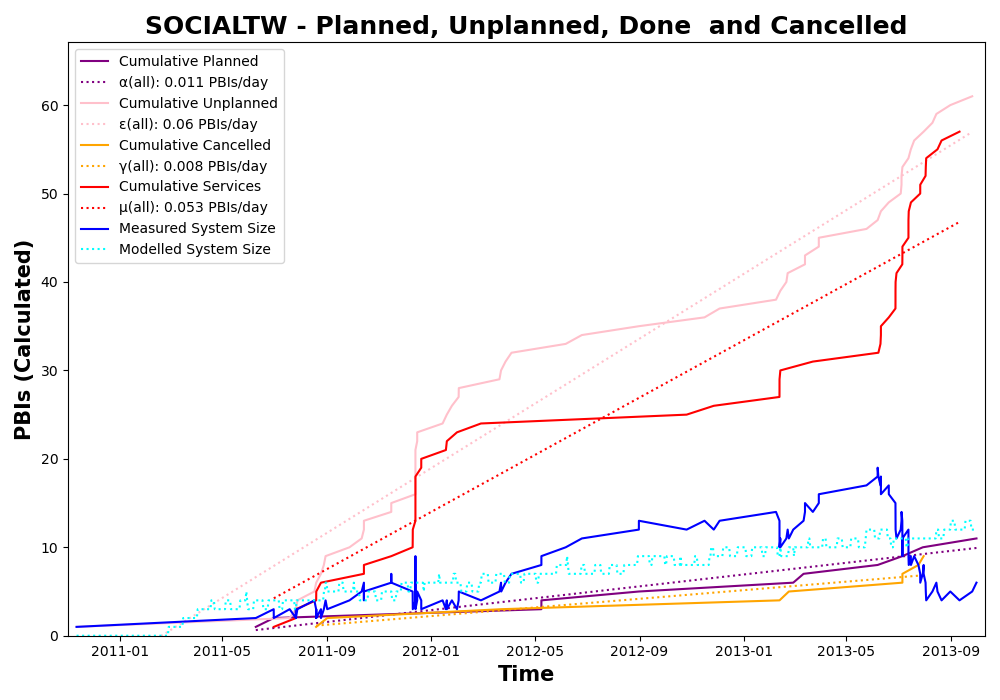 SOCIALTW - Planned, Unplanned, Done  and Cancelled
Cumulative Planned
α(all): 0.011 PBIs/day
Cumulative Unplanned
ε(all): 0.06 PBIs/day
Cumulative Cancelled
γ(all): 0.008 PBIs/day
Cumulative Services
μ(all): 0.053 PBIs/day
Measured System Size
Modelled System Size
PBIs (Calculated)
60
50
40
30
20
10
0
2011-01 2011-05 2011-09 2012-01 2012-05 2012-09 2013-01 2013-05 2013-09
Time